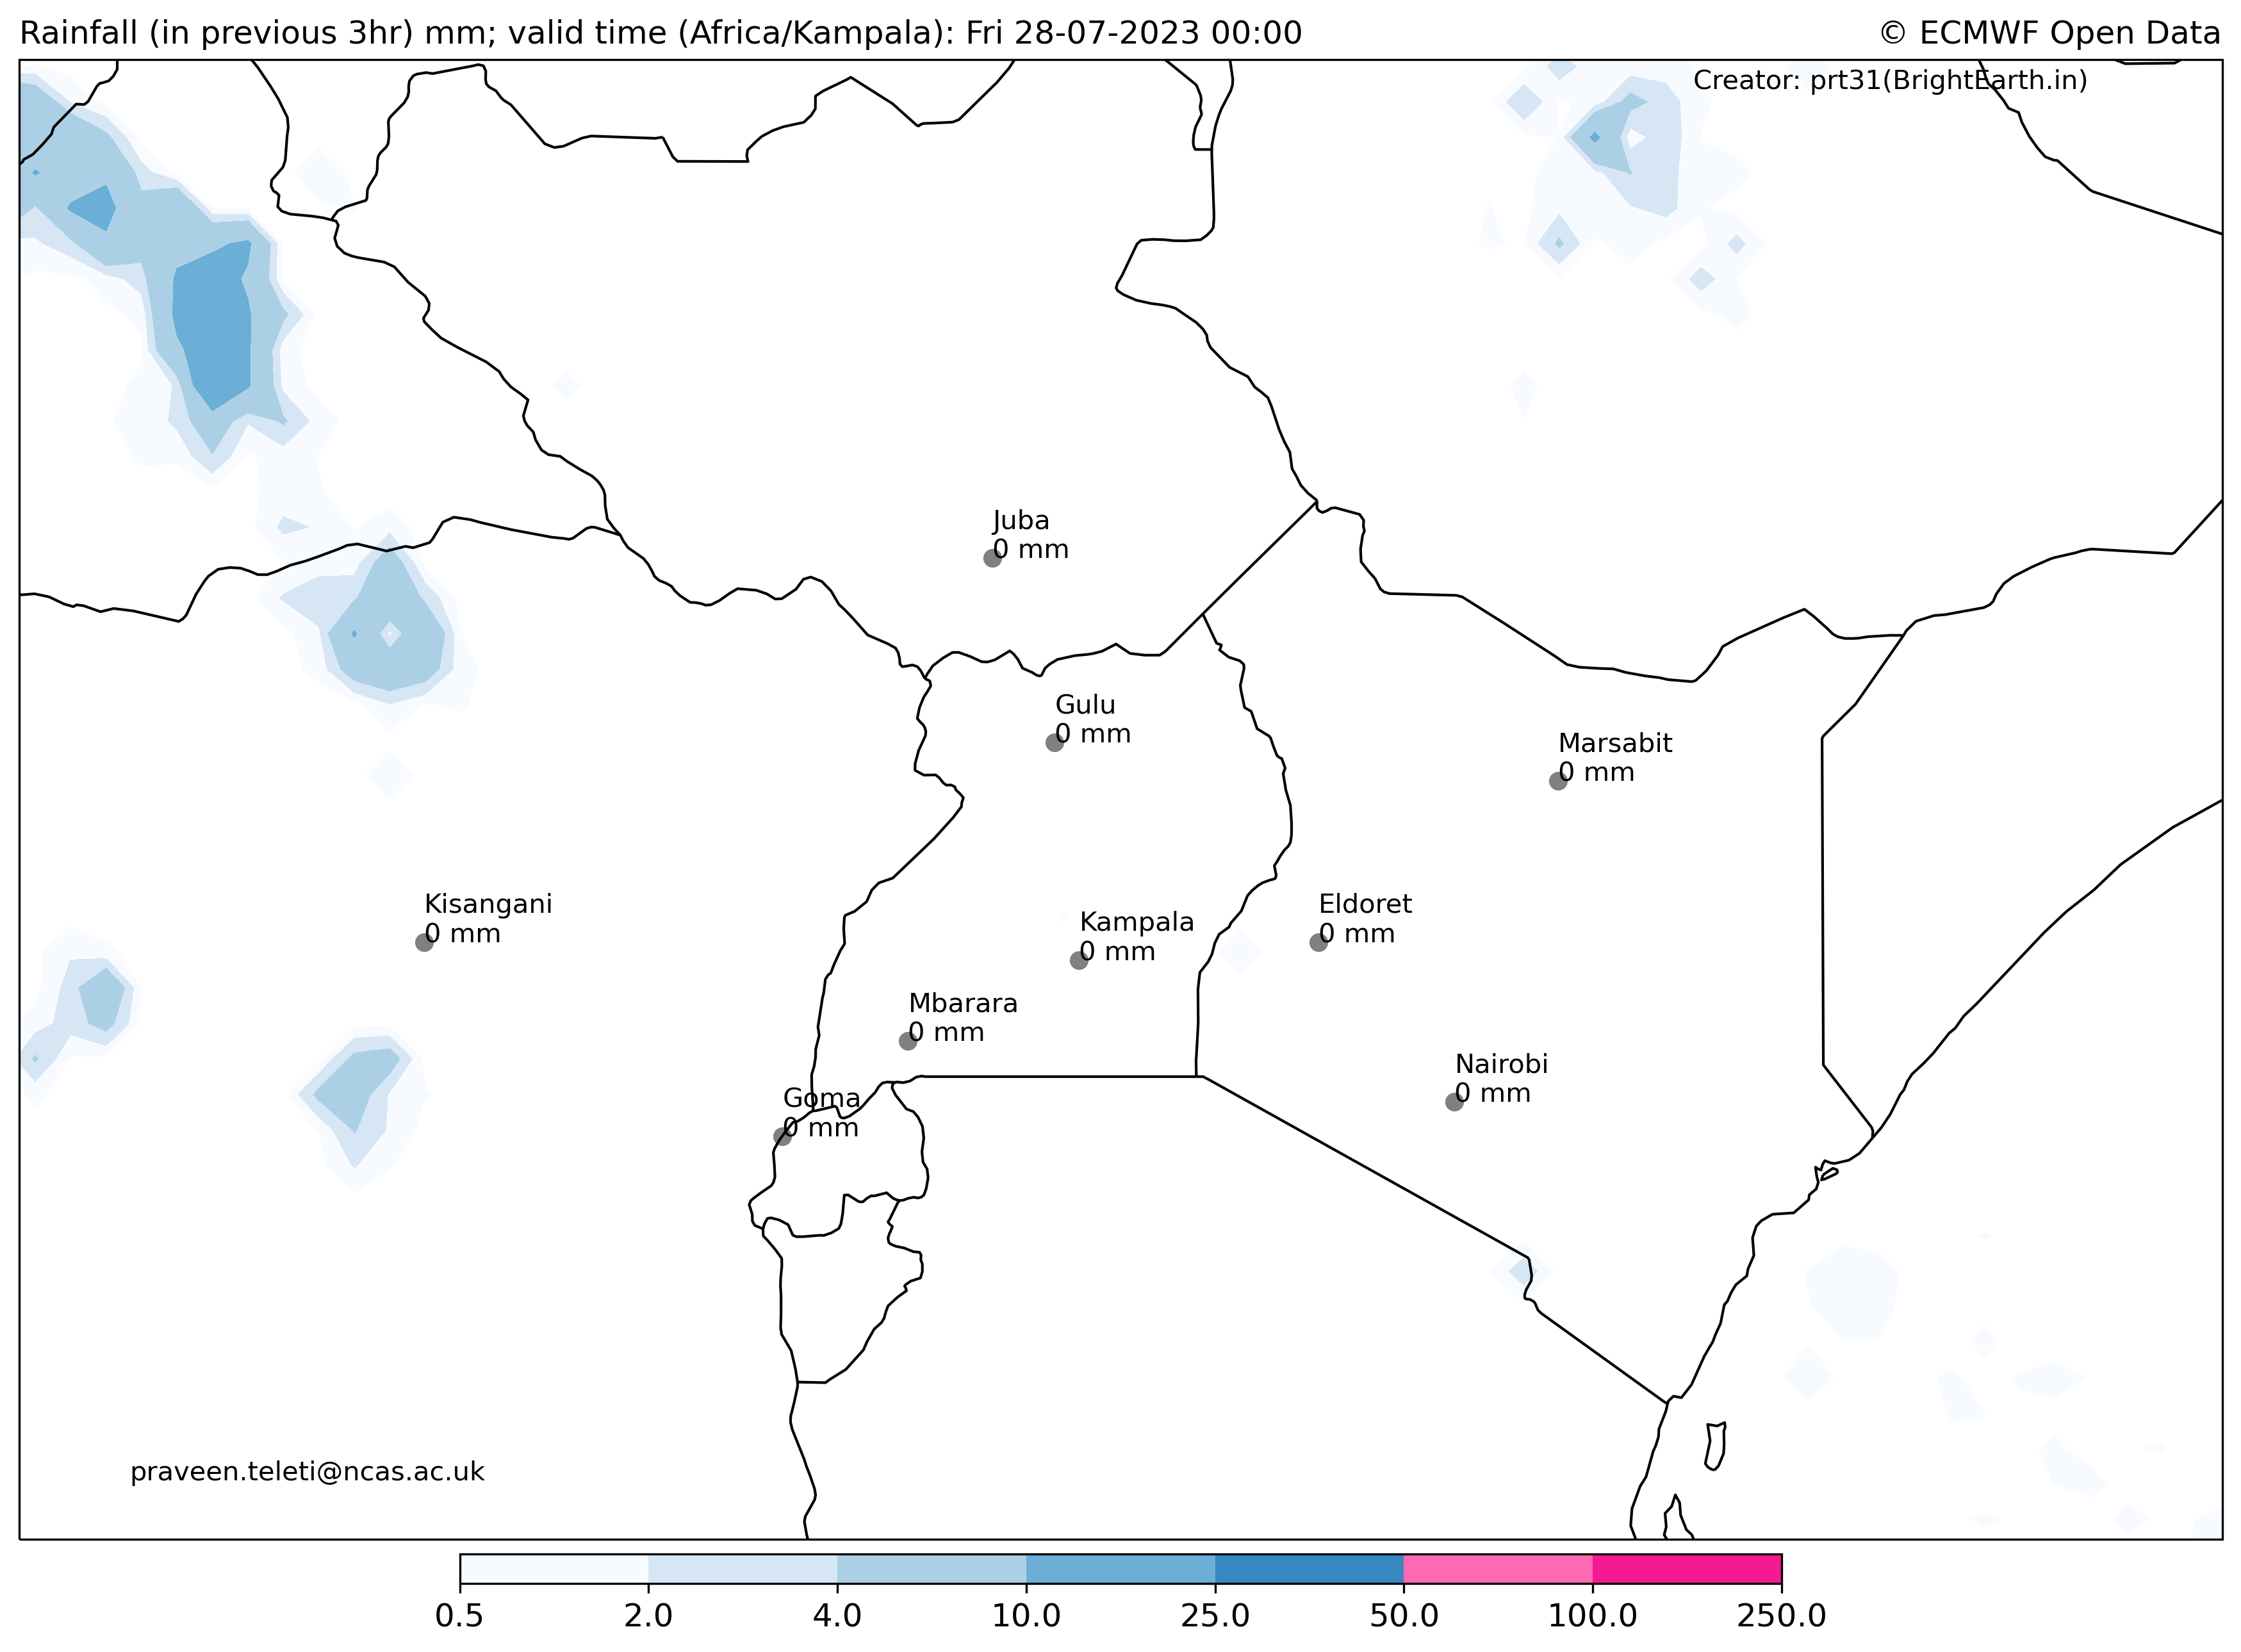 Rainfall (in previous 3hr) mm; valid time (Africa/Kampala): Fri 28-07-2023 00:00
© ECMWF Open Data
Creator: prt31(BrightEarth.in)
Juba
0 mm
Gulu
0 mm
Marsabit
0 mm
Kisangani
0 mm
Kampala
0 mm
Eldoret
0 mm
Mbarara
0 mm
Nairobi
0 mm
Goma
0 mm
praveen.teleti@ncas.ac.uk
0.5 2.0 4.0 10.0 25.0 50.0 100.0 250.0